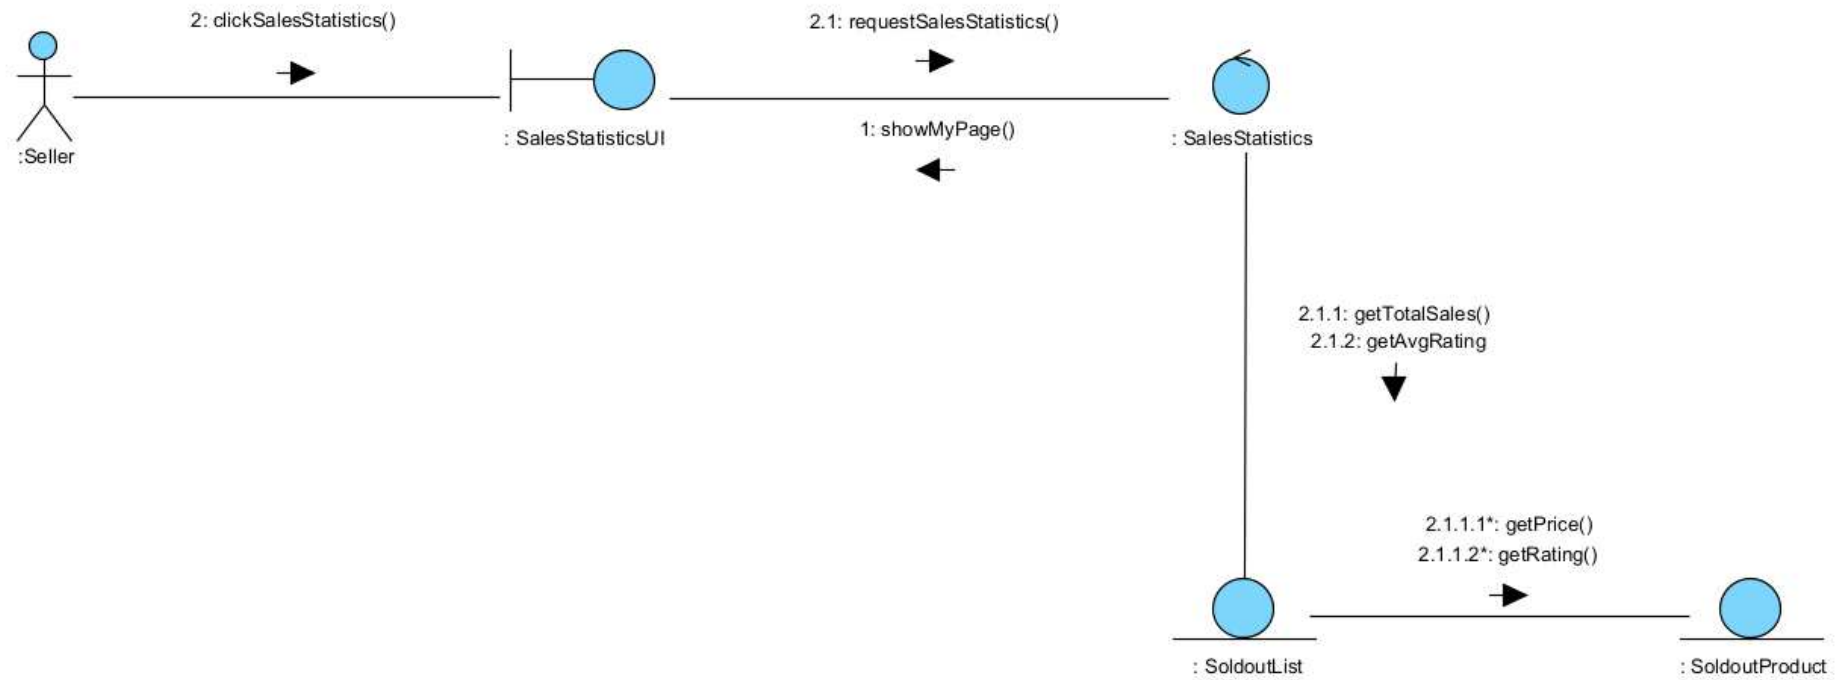 2: clickSalesStatistics()
2.1: requestSalesStatistics()
1: showMyPage()
:Seller
: SalesStatisticsUI
: SalesStatistics
2.1.1: getTotalSales()
2.1.2: getAvgRating
2.1.1.1*: getPrice()
2.1.1.2*: getRating()
: SoldoutList
: SoldoutProduct